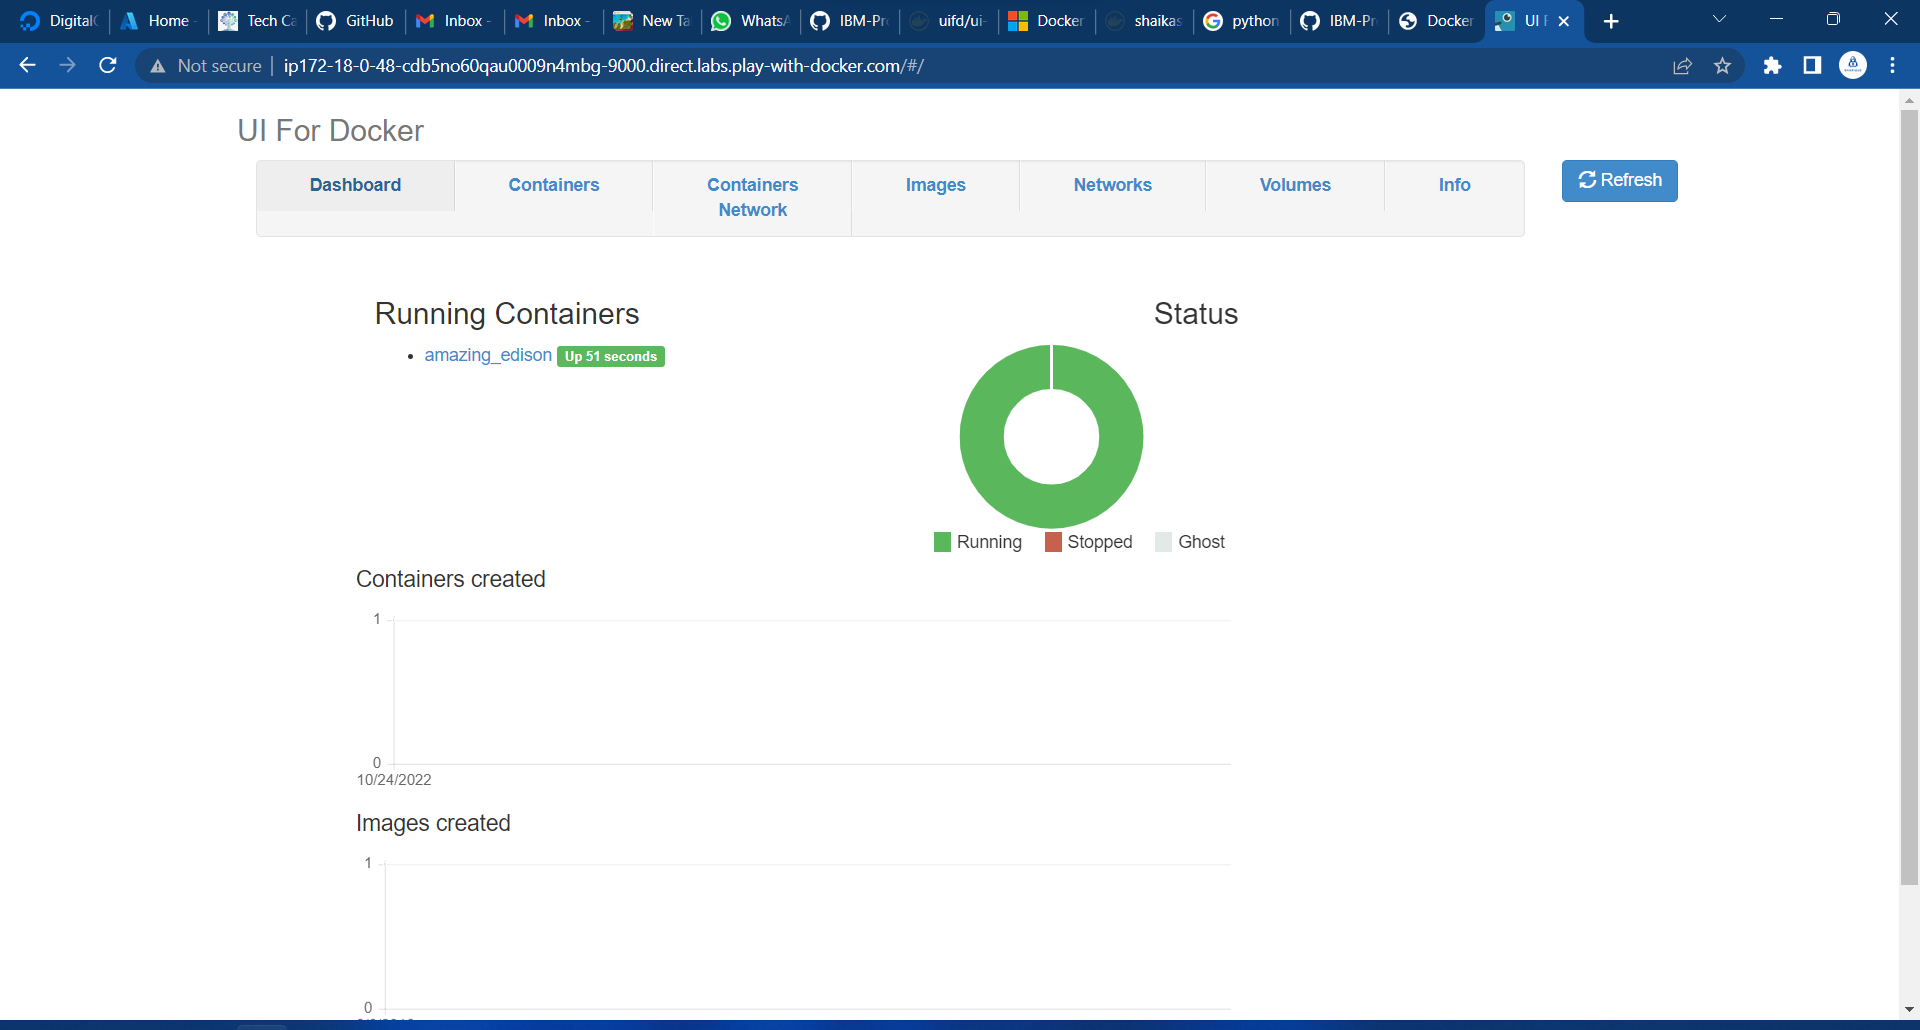 Digital
Home
Tech Ca
GitHub
Inbox -
Inbox -
New Ta
WhatsA
IBM-Pr
uifd/ui-
Docker
shaikas
python
IBM-Pr
Docker
UI F
Not secure
ip172-18-0-48-cdb5no60qau0009n4mbg-9000.direct.labs.play-with-docker.com/#/
UI For Docker
Dashboard
Containers
Containers
Network
Images
Networks
Volumes
Info
Refresh
Running Containers
amazing_edison Up 51 seconds
Status
Running
Stopped
Ghost
Containers created
1
0
10/24/2022
Images created
1
0